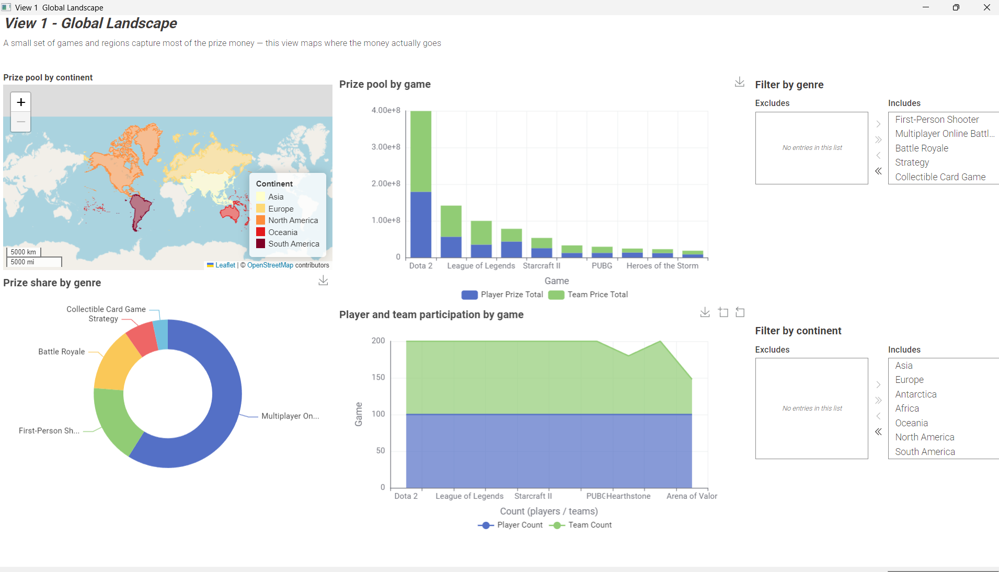 View 1 Global Landscape
View 1 - Global Landscape
A small set of games and regions capture most of the prize money — this view maps where the money actually goes
Prize pool by continent
+
−
Continent
Asia
Europe
North America
Oceania
South America
5000 km
5000 mi
Leaflet | © OpenStreetMap contributors
Prize pool by game
4.00e+8
3.00e+8
2.00e+8
1.00e+8
0
Dota 2 League of Legends Starcraft II PUBG Heroes of the Storm
Game
Player Prize Total Team Price Total
Filter by genre
Excludes
No entries in this list
Includes
First-Person Shooter
Multiplayer Online Battl...
Battle Royale
Strategy
Collectible Card Game
Prize share by genre
Collectible Card Game
Strategy
Battle Royale
First-Person Sh...
Multiplayer On...
Player and team participation by game
200
150
100
50
0
Game
Dota 2 League of Legends Starcraft II PUBG Hearthstone Arena of Valor
Count (players / teams)
Player Count Team Count
Filter by continent
Excludes
No entries in this list
Includes
Asia
Europe
Antarctica
Africa
Oceania
North America
South America